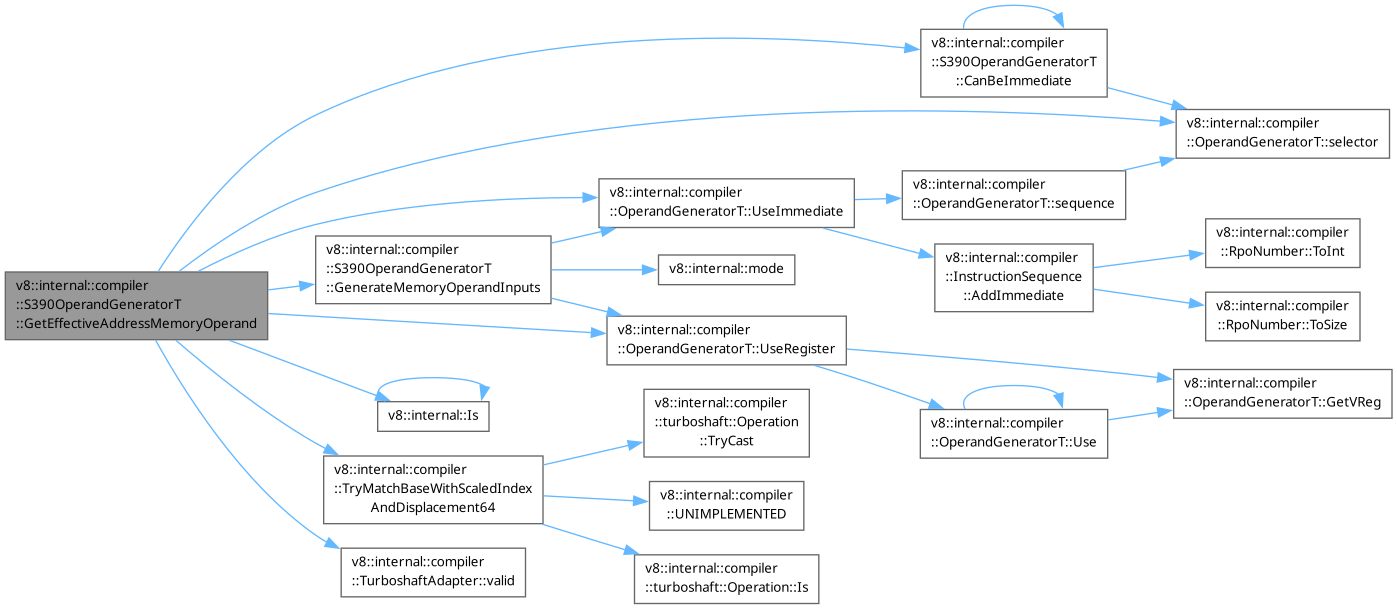 v8::internal::compiler
::S390OperandGeneratorT
::CanBeImmediate
v8::internal::compiler
::OperandGeneratorT::selector
v8::internal::compiler
::OperandGeneratorT::UseImmediate
v8::internal::compiler
::OperandGeneratorT::sequence
v8::internal::compiler
::RpoNumber::ToInt
v8::internal::compiler
::S390OperandGeneratorT
::GenerateMemoryOperandInputs
v8::internal::mode
v8::internal::compiler
::InstructionSequence
::AddImmediate
v8::internal::compiler
::S390OperandGeneratorT
::GetEffectiveAddressMemoryOperand
v8::internal::compiler
::RpoNumber::ToSize
v8::internal::compiler
::OperandGeneratorT::UseRegister
v8::internal::compiler
::OperandGeneratorT::GetVReg
v8::internal::Is
v8::internal::compiler
::turboshaft::Operation
::TryCast
v8::internal::compiler
::OperandGeneratorT::Use
v8::internal::compiler
::TryMatchBaseWithScaledIndex
AndDisplacement64
v8::internal::compiler
::UNIMPLEMENTED
v8::internal::compiler
::TurboshaftAdapter::valid
v8::internal::compiler
::turboshaft::Operation::Is